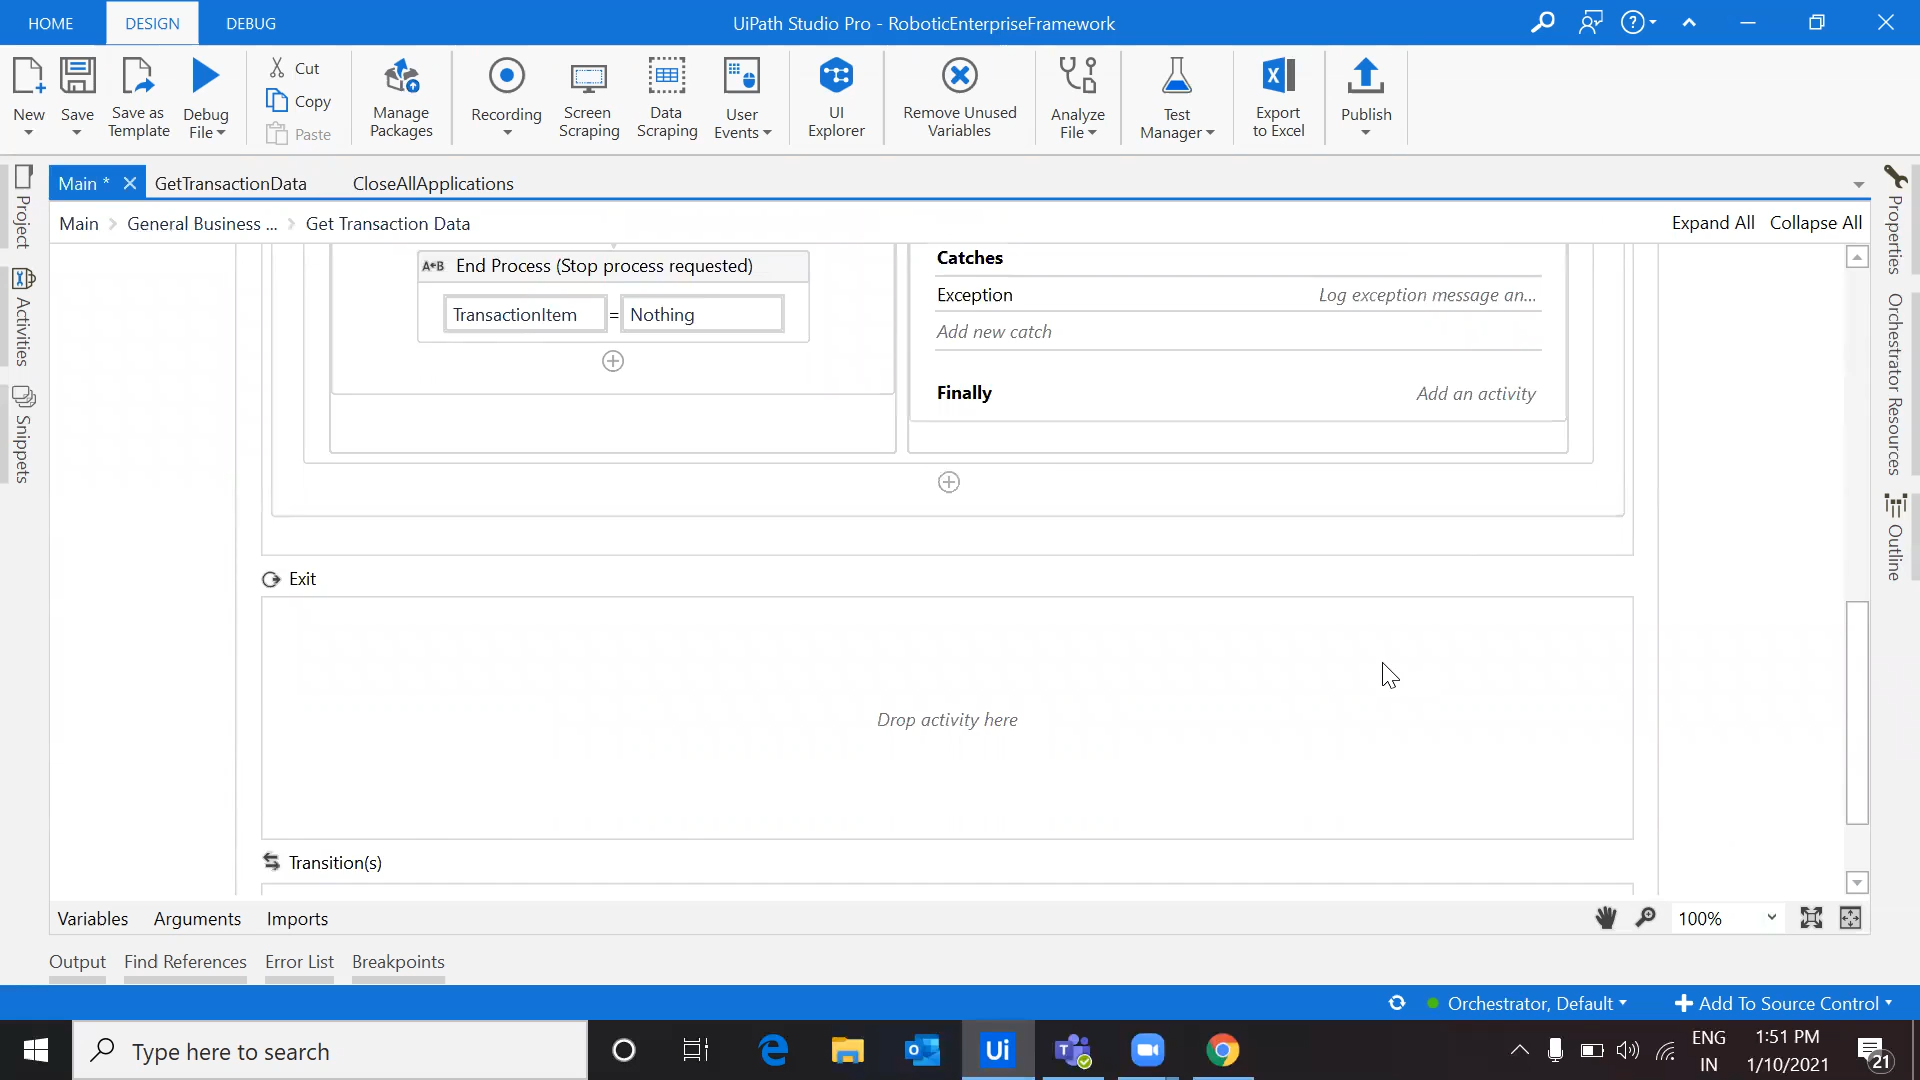 HOME DESIGN DEBUG UiPath Studio Pro - RoboticEnterpriseFramework
New Save Save as Template Debug File Cut Copy Paste Manage Packages Recording Screen Scraping Data Scraping User Events UI Explorer Remove Unused Variables Analyze File Test Manager Export to Excel Publish
Main * GetTransactionData CloseAllApplications
Main General Business ... Get Transaction Data Expand All Collapse All
Project
Activities
Snippets
A B End Process (Stop process requested)
TransactionItem = Nothing
Catches
Exception Log exception message an...
Add new catch
Finally Add an activity
Exit
Drop activity here
Transition(s)
Properties
Orchestrator Resources
Outline
Variables Arguments Imports 100%
Output Find References Error List Breakpoints
Orchestrator, Default Add To Source Control
Type here to search Ui ENG IN 1:51 PM 1/10/2021 21